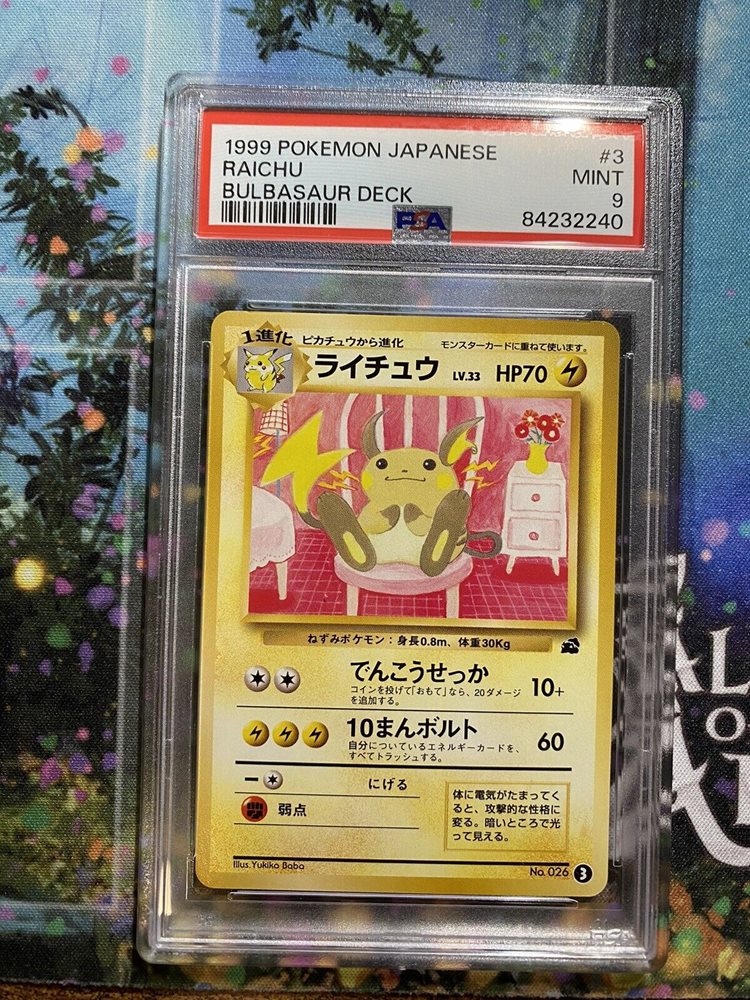 1999 POKEMON JAPANESE #3
RAICHU MINT
BULBASAUR DECK 9
PSA 84232240
1進化 ピカチュウから進化 モンスターカードに重ねて使います。
ライチュウ LV.33 HP70
ねずみポケモン：身長0.8m、体重30Kg
でんこうせっか 10+
コインを投げて「おもて」なら、20ダメージ
を追加する。
10まんボルト 60
自分についているエネルギーカードを、
すべてトラッシュする。
にげる
弱点
体に電気がたまってく
ると、攻撃的な性格に
変る。暗いところで光
って見える。
Illus. Yukiko Baba No. 026 3